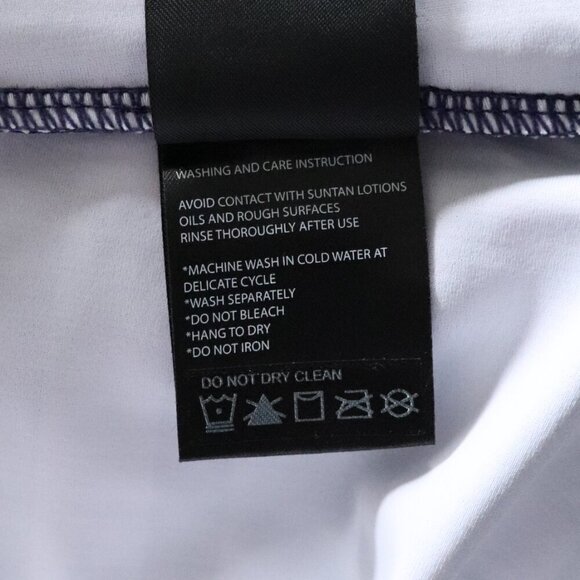 WASHING AND CARE INSTRUCTION
AVOID CONTACT WITH SUNTAN LOTIONS
OILS AND ROUGH SURFACES
RINSE THOROUGHLY AFTER USE
*MACHINE WASH IN COLD WATER AT
DELICATE CYCLE
*WASH SEPARATELY
*DO NOT BLEACH
*HANG TO DRY
*DO NOT IRON
DO NOT DRY CLEAN